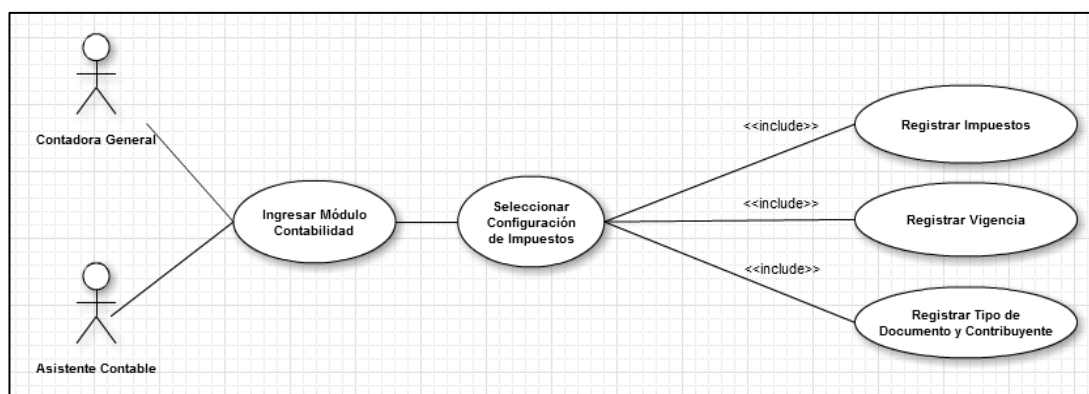 Contadora General
Asistente Contable
Ingresar Módulo
Contabilidad
Seleccionar
Configuración
de Impuestos
<<include>>
<<include>>
<<include>>
Registrar Impuestos
Registrar Vigencia
Registrar Tipo de
Documento y Contribuyente